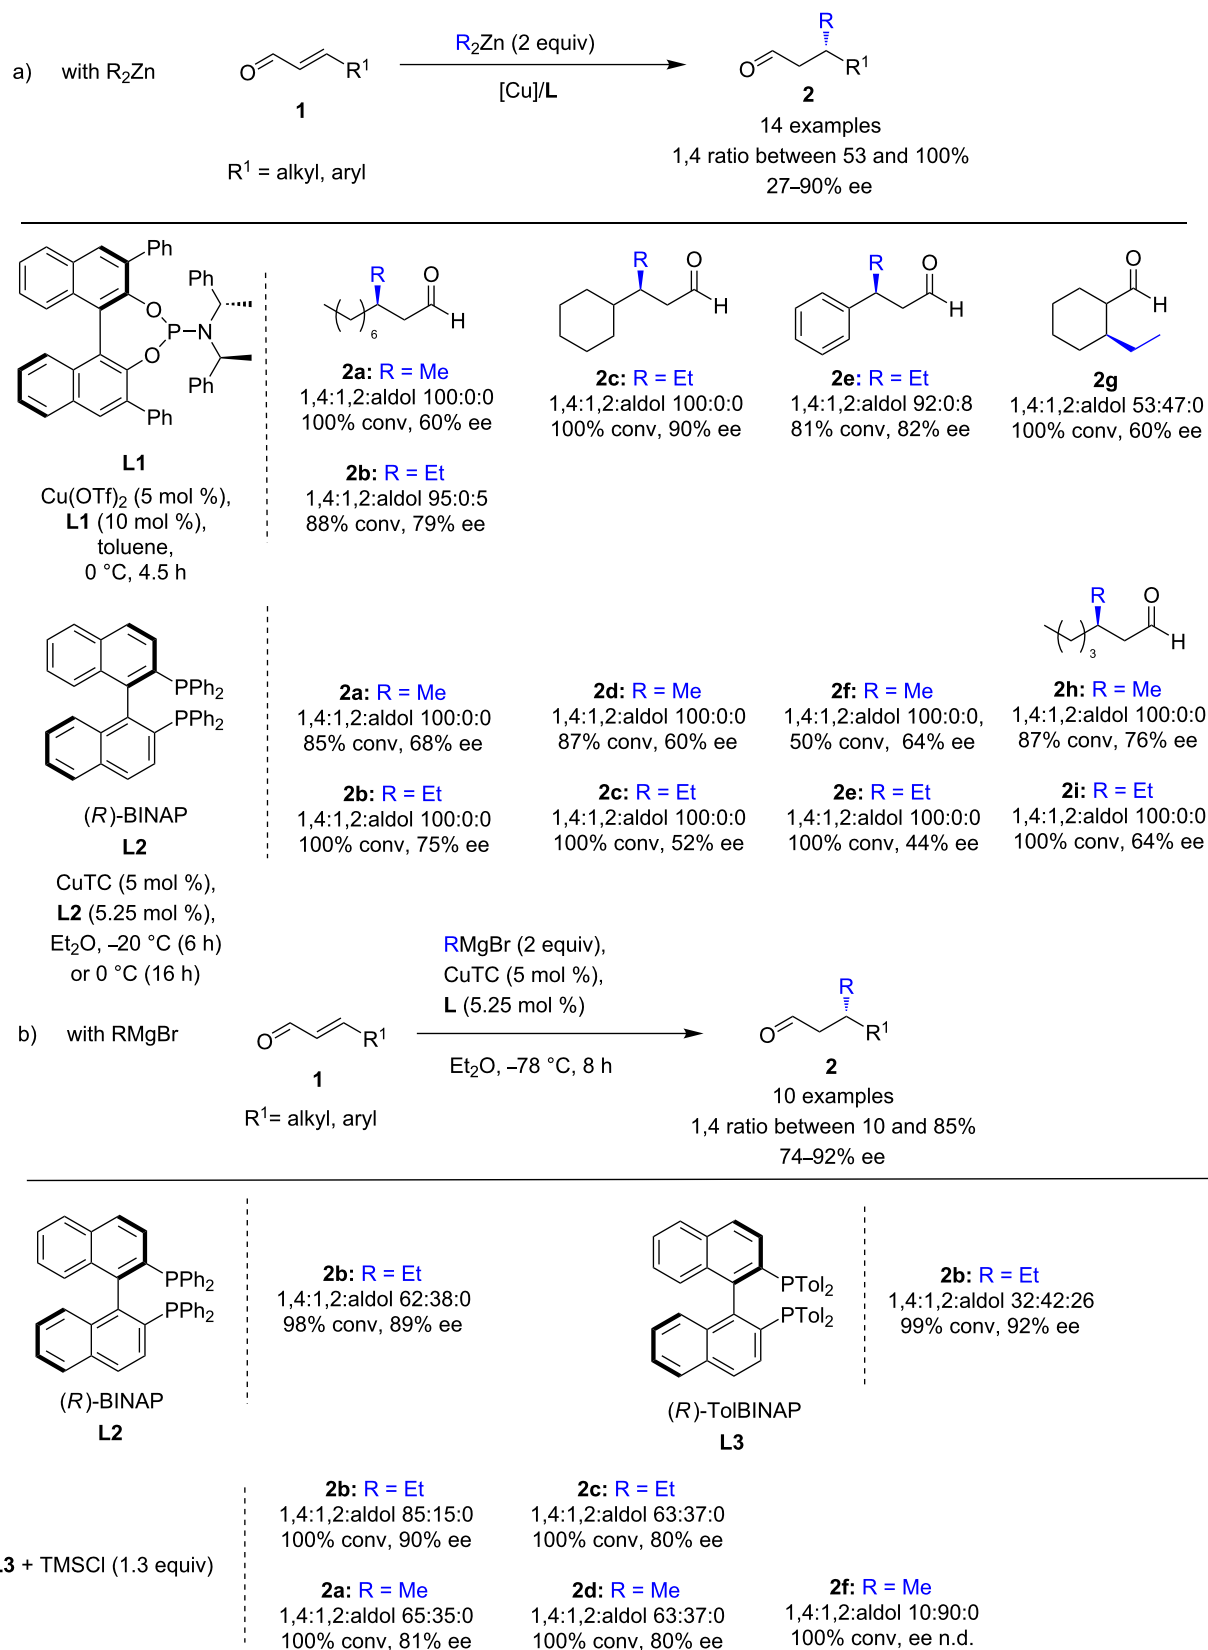 a) with R2Zn
O
R1
1
R1 = alkyl, aryl
R2Zn (2 equiv)
[Cu]/L
R
O
R1
2
14 examples
1,4 ratio between 53 and 100%
27–90% ee
Ph
Ph
O
P
N
O
Ph
Ph
L1
Cu(OTf)2 (5 mol %),
L1 (10 mol %),
toluene,
0 °C, 4.5 h
R
O
H
( )6
2a: R = Me
1,4:1,2:aldol 100:0:0
100% conv, 60% ee
2b: R = Et
1,4:1,2:aldol 95:0:5
88% conv, 79% ee
R
O
H
2c: R = Et
1,4:1,2:aldol 100:0:0
100% conv, 90% ee
R
O
H
2e: R = Et
1,4:1,2:aldol 92:0:8
81% conv, 82% ee
O
H
2g
1,4:1,2:aldol 53:47:0
100% conv, 60% ee
PPh2
PPh2
(R)-BINAP
L2
CuTC (5 mol %),
L2 (5.25 mol %),
Et2O, –20 °C (6 h)
or 0 °C (16 h)
2a: R = Me
1,4:1,2:aldol 100:0:0
85% conv, 68% ee
2b: R = Et
1,4:1,2:aldol 100:0:0
100% conv, 75% ee
2d: R = Me
1,4:1,2:aldol 100:0:0
87% conv, 60% ee
2c: R = Et
1,4:1,2:aldol 100:0:0
100% conv, 52% ee
2f: R = Me
1,4:1,2:aldol 100:0:0,
50% conv, 64% ee
2e: R = Et
1,4:1,2:aldol 100:0:0
100% conv, 44% ee
R
O
H
( )3
2h: R = Me
1,4:1,2:aldol 100:0:0
87% conv, 76% ee
2i: R = Et
1,4:1,2:aldol 100:0:0
100% conv, 64% ee
b) with RMgBr
O
R1
1
R1= alkyl, aryl
RMgBr (2 equiv),
CuTC (5 mol %),
L (5.25 mol %)
Et2O, –78 °C, 8 h
R
O
R1
2
10 examples
1,4 ratio between 10 and 85%
74–92% ee
PPh2
PPh2
(R)-BINAP
L2
2b: R = Et
1,4:1,2:aldol 62:38:0
98% conv, 89% ee
PTol2
PTol2
(R)-TolBINAP
L3
2b: R = Et
1,4:1,2:aldol 32:42:26
99% conv, 92% ee
L3 + TMSCl (1.3 equiv)
2b: R = Et
1,4:1,2:aldol 85:15:0
100% conv, 90% ee
2c: R = Et
1,4:1,2:aldol 63:37:0
100% conv, 80% ee
2a: R = Me
1,4:1,2:aldol 65:35:0
100% conv, 81% ee
2d: R = Me
1,4:1,2:aldol 63:37:0
100% conv, 80% ee
2f: R = Me
1,4:1,2:aldol 10:90:0
100% conv, ee n.d.